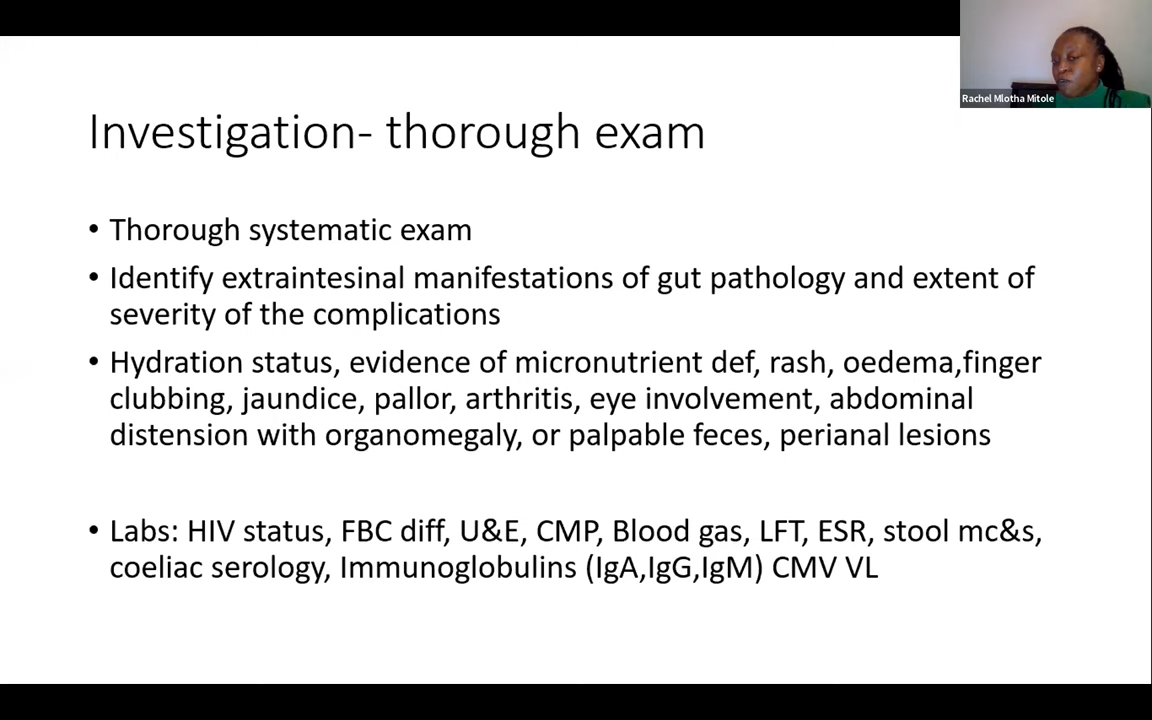 Rachel Mlotha Mitole
Investigation- thorough exam
• Thorough systematic exam
• Identify extraintesinal manifestations of gut pathology and extent of
severity of the complications
• Hydration status, evidence of micronutrient def, rash, oedema,finger
clubbing, jaundice, pallor, arthritis, eye involvement, abdominal
distension with organomegaly, or palpable feces, perianal lesions
• Labs: HIV status, FBC diff, U&E, CMP, Blood gas, LFT, ESR, stool mc&s,
coeliac serology, Immunoglobulins (IgA,IgG,IgM) CMV VL